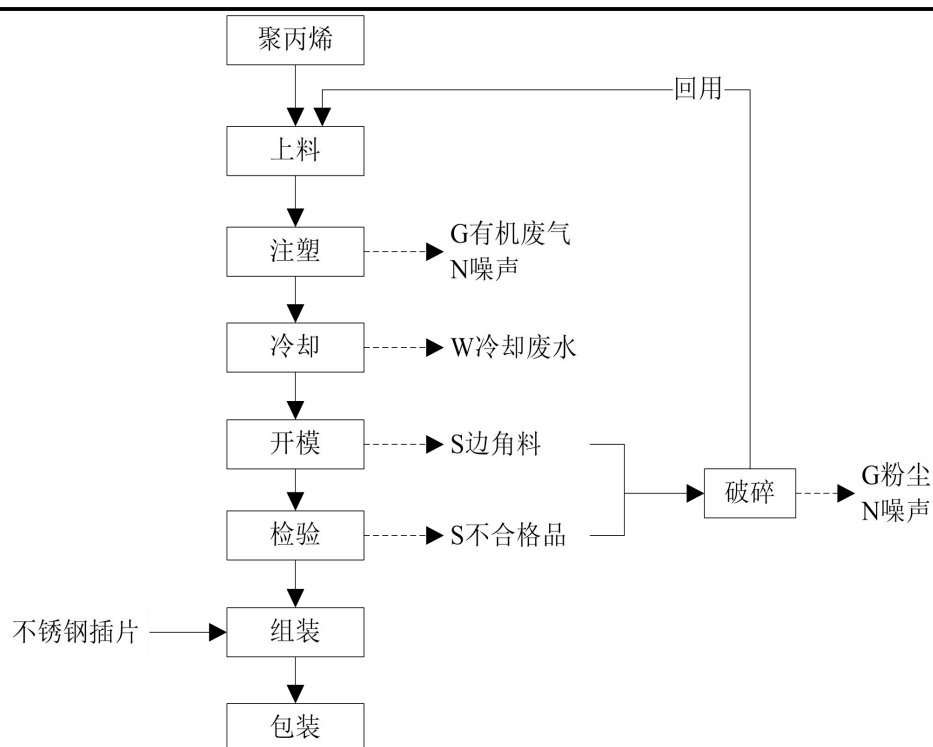 聚丙烯
回用
上料
注塑
G有机废气
N噪声
冷却
W冷却废水
开模
S边角料
破碎
G粉尘
N噪声
检验
S不合格品
不锈钢插片
组装
包装